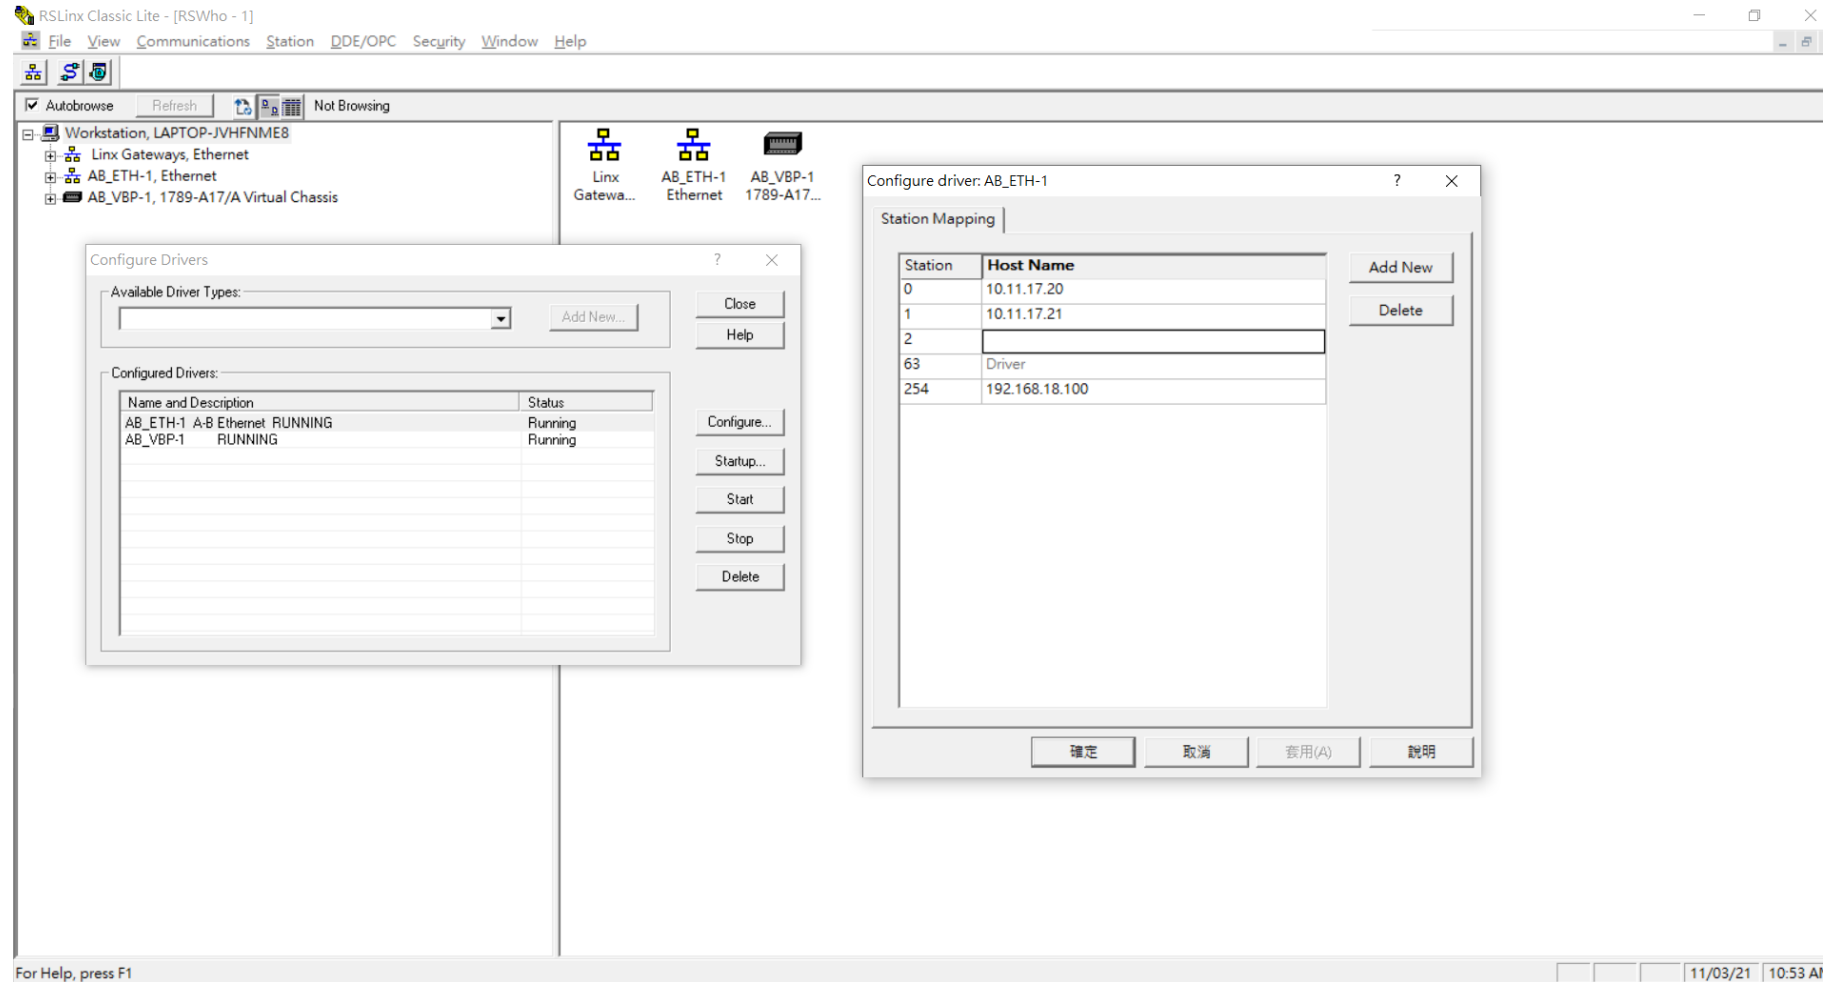 RSLinx Classic Lite - [RSWho - 1]
File View Communications Station DDE/OPC Security Window Help
Autobrowse Refresh Not Browsing
Workstation, LAPTOP-JVHFNME8
Linx Gateways, Ethernet
AB_ETH-1, Ethernet
AB_VBP-1, 1789-A17/A Virtual Chassis
Linx
Gatewa...
AB_ETH-1
Ethernet
AB_VBP-1
1789-A17...
Configure Drivers
?
Available Driver Types:
Add New...
Close
Help
Configured Drivers:
Name and Description Status
AB_ETH-1 A-B Ethernet RUNNING Running
AB_VBP-1 RUNNING Running
Configure...
Startup...
Start
Stop
Delete
Configure driver: AB_ETH-1
?
Station Mapping
Station Host Name
0 10.11.17.20
1 10.11.17.21
2
63 Driver
254 192.168.18.100
Add New
Delete
確定 取消 套用(A) 說明
For Help, press F1
11/03/21 10:53 AM